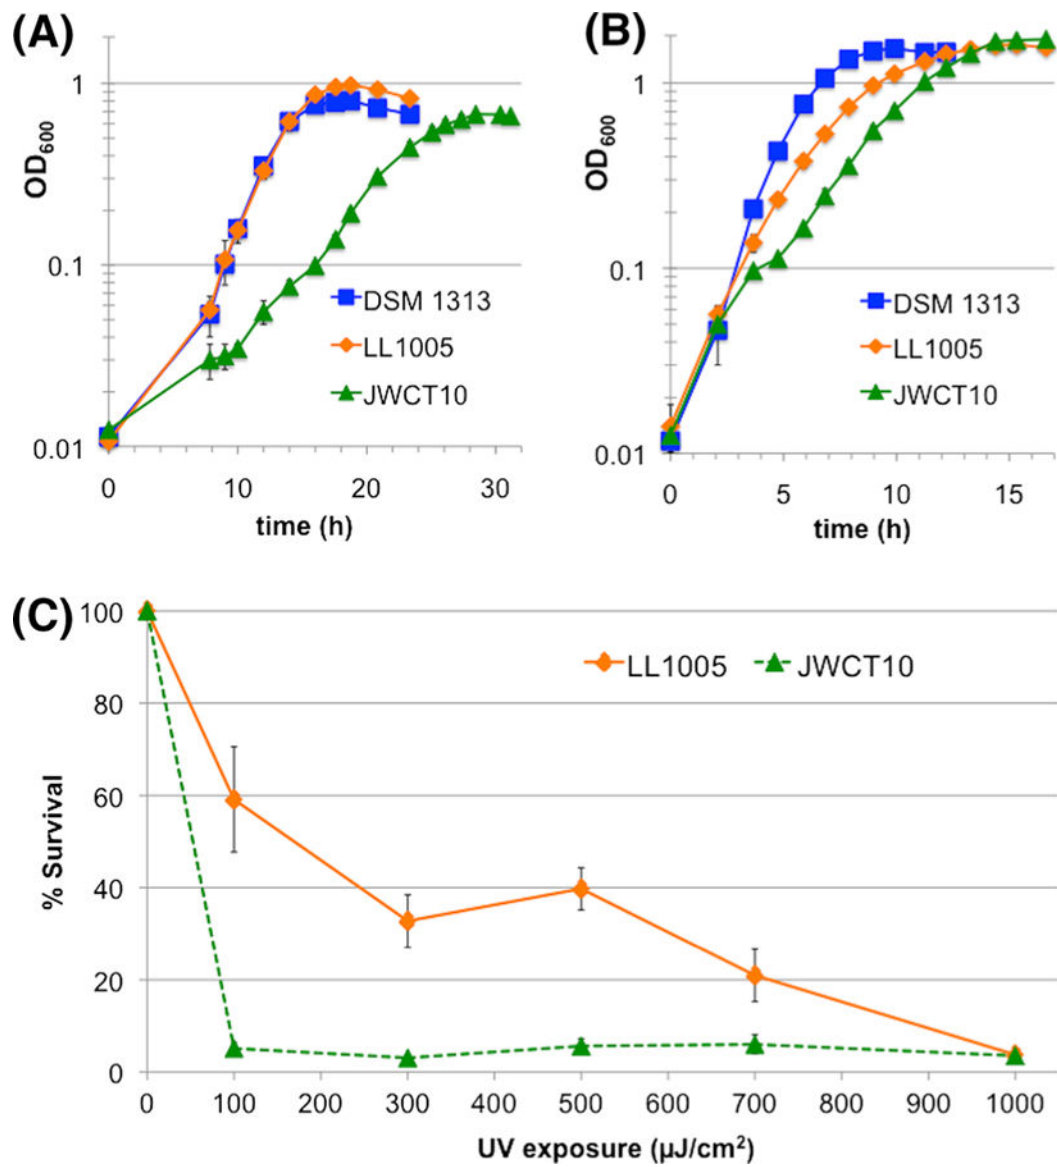 (A)
OD600
1
0.1
0.01
DSM 1313
LL1005
JWCT10
0 10 20 30
time (h)
(B)
OD600
1
0.1
0.01
DSM 1313
LL1005
JWCT10
0 5 10 15
time (h)
(C)
% Survival
100
80
60
40
20
0
LL1005 JWCT10
0 100 200 300 400 500 600 700 800 900 1000
UV exposure (µJ/cm²)